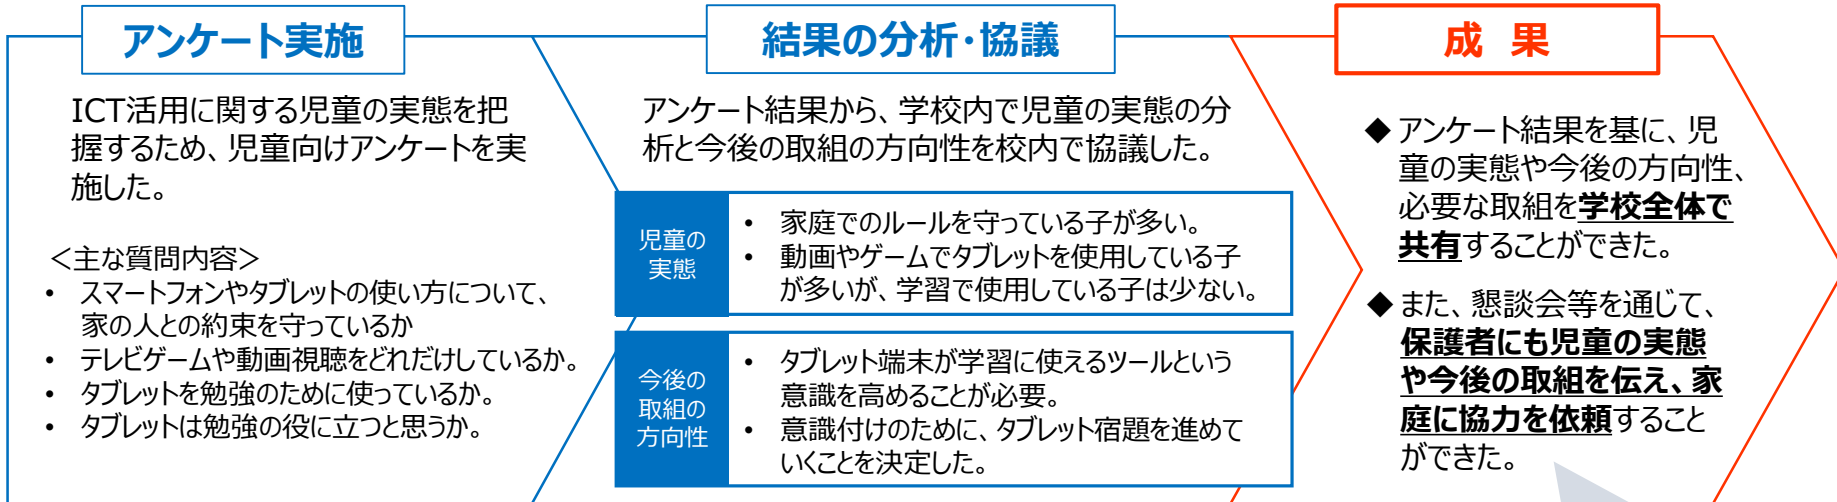 アンケート実施
ICT活用に関する児童の実態を把
握するため、児童向けアンケートを実
施した。
＜主な質問内容＞
• スマートフォンやタブレットの使い方について、
家の人との約束を守っているか
• テレビゲームや動画視聴をどれだけしているか。
• タブレットを勉強のために使っているか。
• タブレットは勉強の役に立つと思うか。
結果の分析・協議
アンケート結果から、学校内で児童の実態の分
析と今後の取組の方向性を校内で協議した。
児童の
実態
• 家庭でのルールを守っている子が多い。
• 動画やゲームでタブレットを使用している子
が多いが、学習で使用している子は少ない。
今後の
取組の
方向性
• タブレット端末が学習に使えるツールという
意識を高めることが必要。
• 意識付けのために、タブレット宿題を進めて
いくことを決定した。
成 果
◆ アンケート結果を基に、児
童の実態や今後の方向性、
必要な取組を学校全体で
共有することができた。
◆ また、懇談会等を通じて、
保護者にも児童の実態
や今後の取組を伝え、家
庭に協力を依頼すること
ができた。